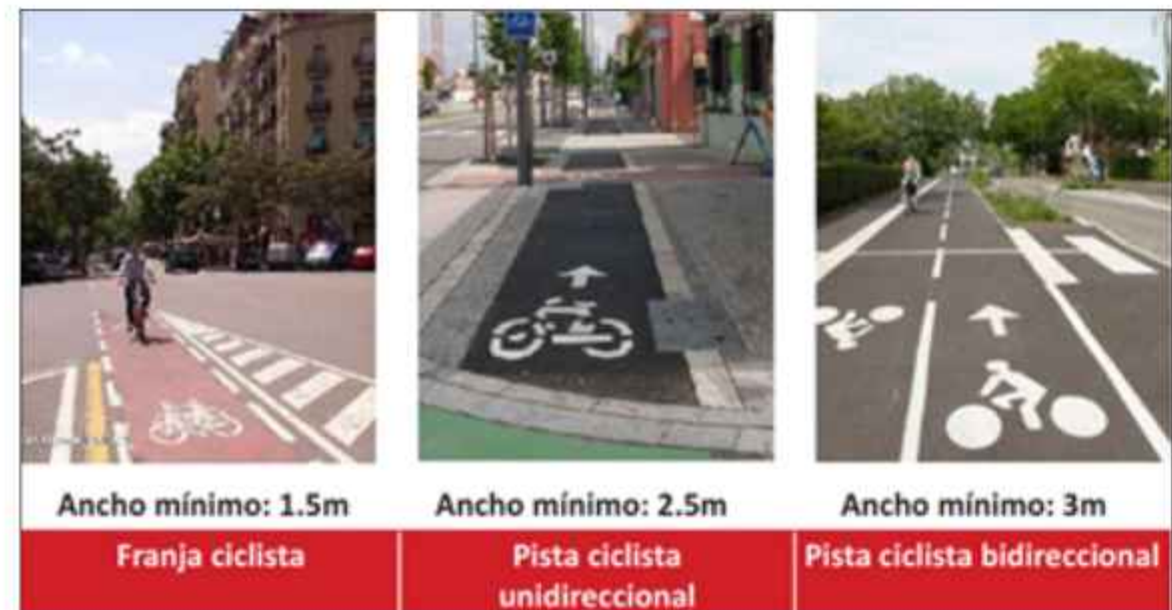 Ancho mínimo: 1.5m
Ancho mínimo: 2.5m
Ancho mínimo: 3m
Franja ciclista
Pista ciclista
unidireccional
Pista ciclista bidireccional